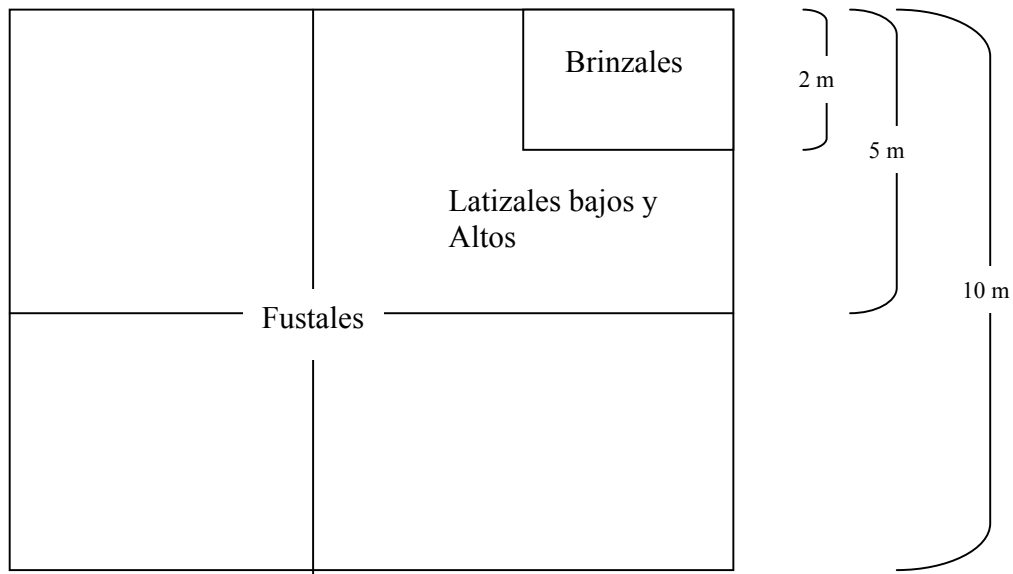 Brinzales
2 m
5 m
Latizales bajos y
Altos
10 m
Fustales